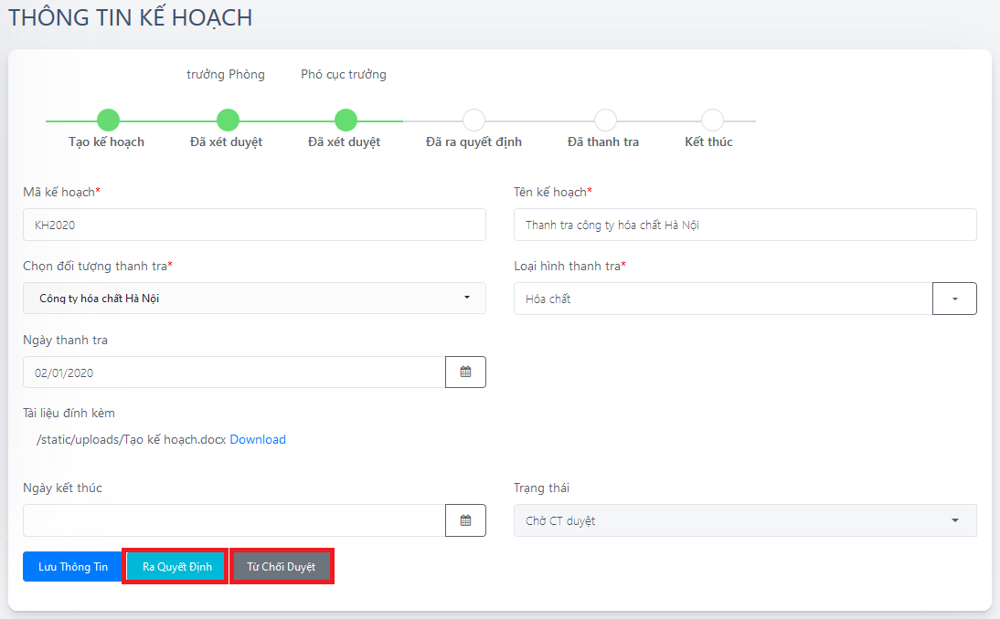 THÔNG TIN KẾ HOẠCH
trưởng Phòng Phó cục trưởng
Tạo kế hoạch Đã xét duyệt Đã xét duyệt Đã ra quyết định Đã thanh tra Kết thúc
Mã kế hoạch* Tên kế hoạch*
KH2020 Thanh tra công ty hóa chất Hà Nội
Chọn đối tượng thanh tra* Loại hình thanh tra*
Công ty hóa chất Hà Nội Hóa chất
Ngày thanh tra
02/01/2020
Tài liệu đính kèm
/static/uploads/Tạo kế hoạch.docx Download
Ngày kết thúc Trạng thái
Chờ CT duyệt
Lưu Thông Tin Ra Quyết Định Từ Chối Duyệt